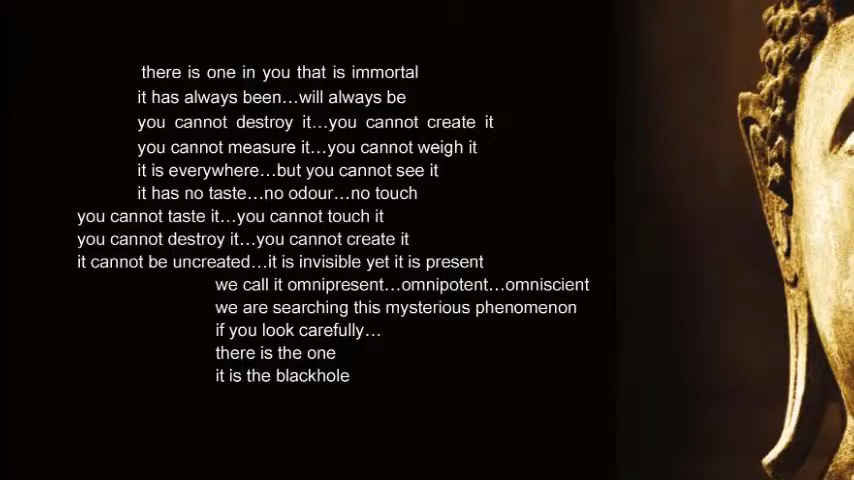 there is one in you that is immortal
it has always been...will always be
you cannot destroy it...you cannot create it
you cannot measure it...you cannot weigh it
it is everywhere...but you cannot see it
it has no taste...no odour...no touch
you cannot taste it...you cannot touch it
you cannot destroy it...you cannot create it
it cannot be uncreated...it is invisible yet it is present
we call it omnipresent...omnipotent...omniscient
we are searching this mysterious phenomenon
if you look carefully...
there is the one
it is the blackhole